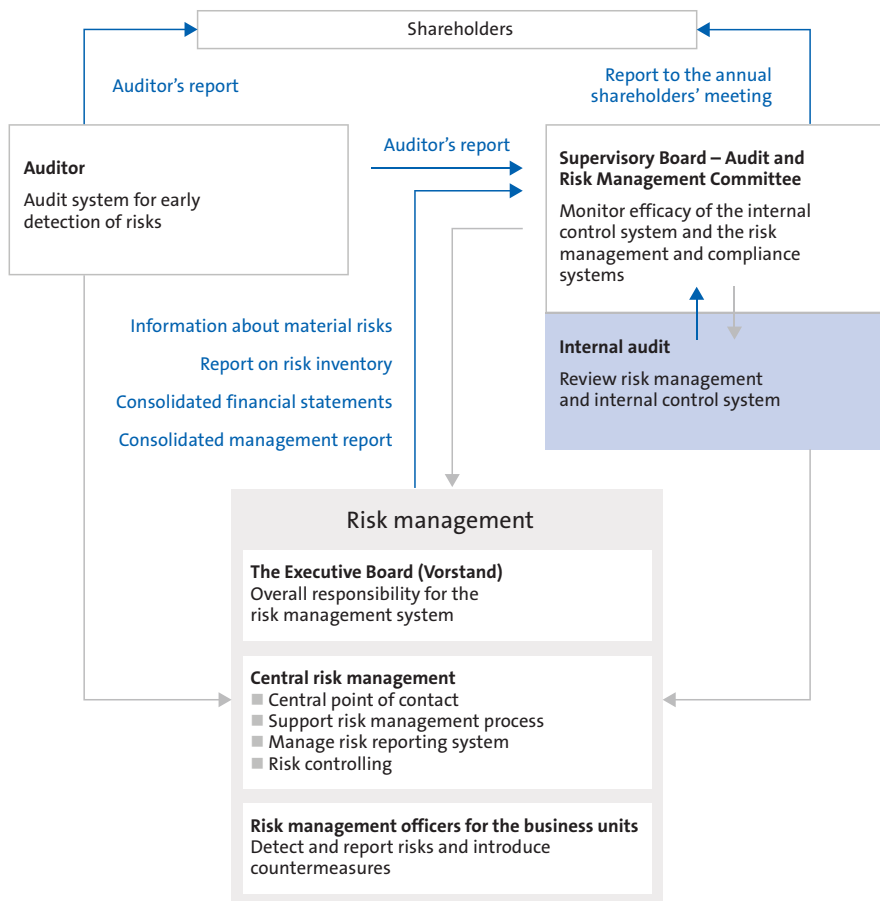 Shareholders
Auditor’s report
Report to the annual
shareholders’ meeting
Auditor
Audit system for early
detection of risks
Auditor’s report
Supervisory Board – Audit and
Risk Management Committee
Monitor efficacy of the internal
control system and the risk
management and compliance
systems
Information about material risks
Report on risk inventory
Consolidated financial statements
Consolidated management report
Internal audit
Review risk management
and internal control system
Risk management
The Executive Board (Vorstand)
Overall responsibility for the
risk management system
Central risk management
■ Central point of contact
■ Support risk management process
■ Manage risk reporting system
■ Risk controlling
Risk management officers for the business units
Detect and report risks and introduce
countermeasures